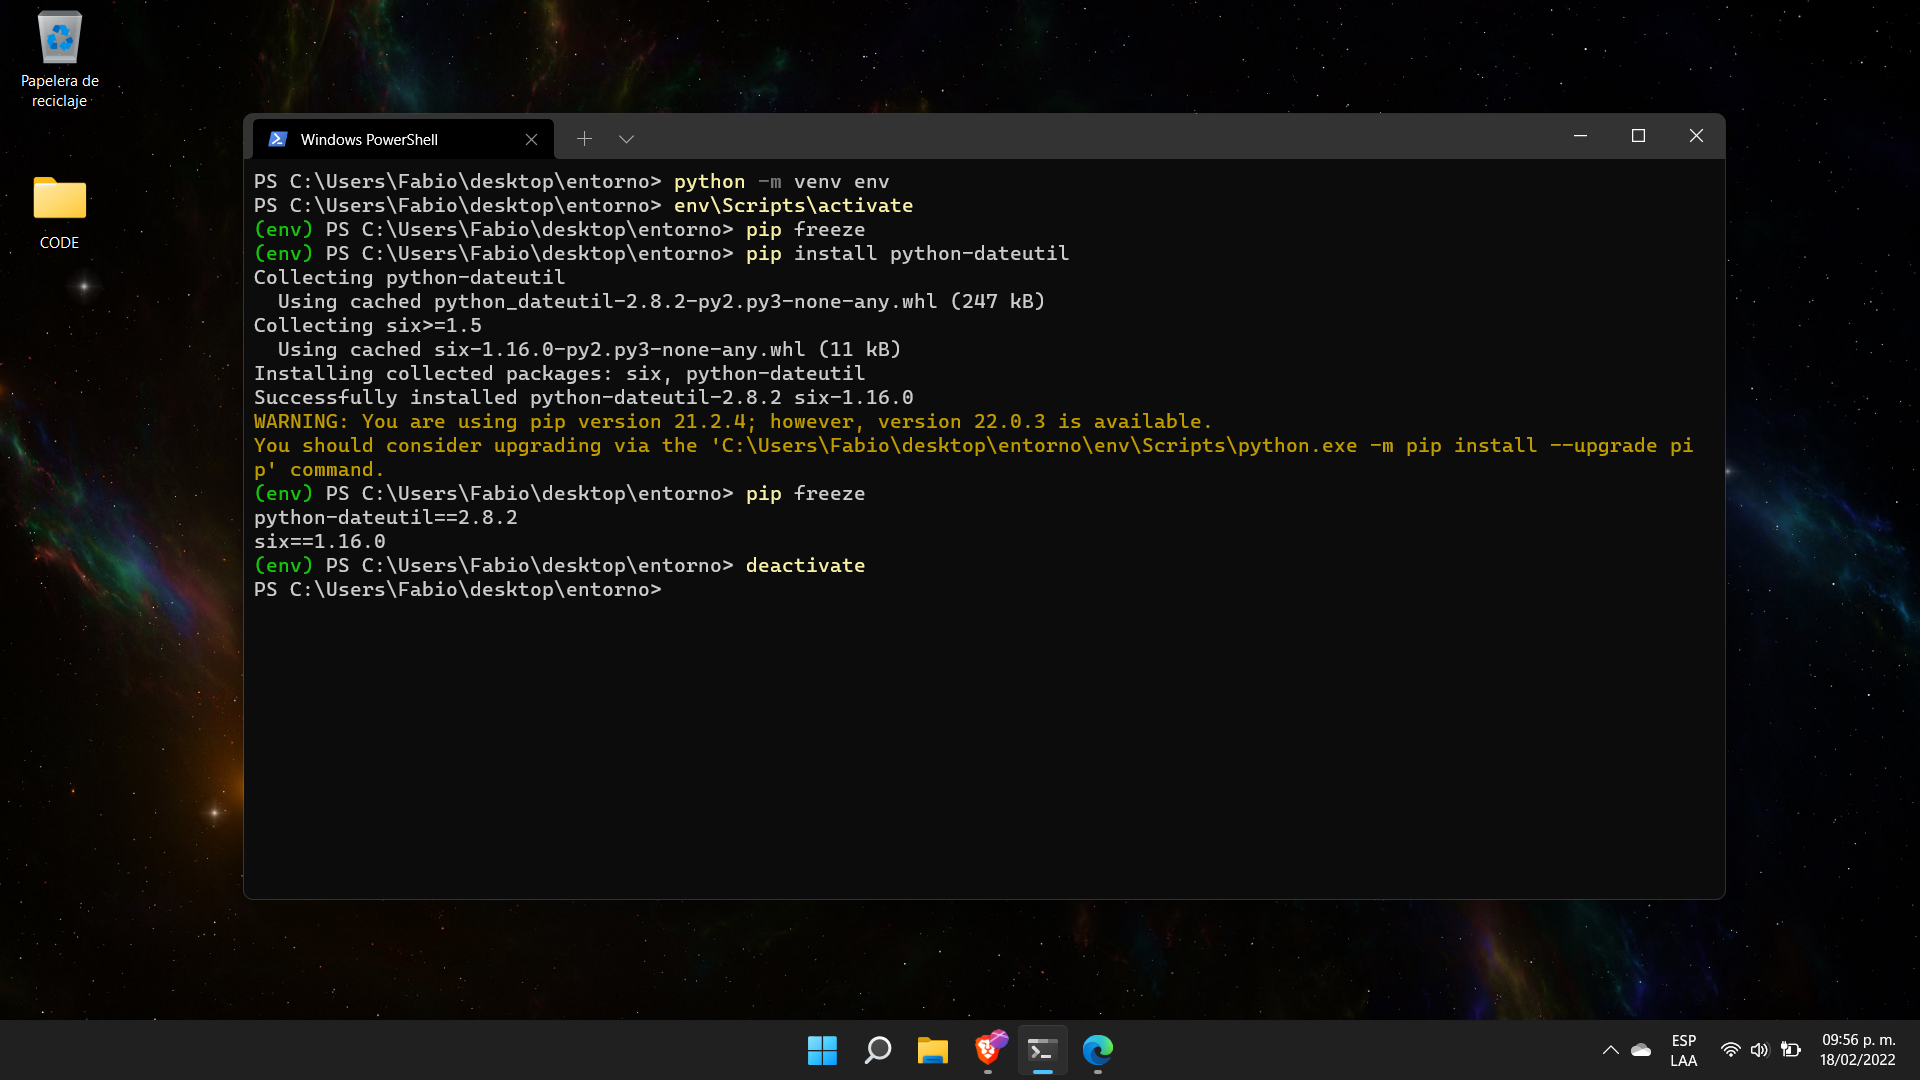 Papelera de
reciclaje
CODE
Windows PowerShell
PS C:\Users\Fabio\desktop\entorno> python -m venv env
PS C:\Users\Fabio\desktop\entorno> env\Scripts\activate
(env) PS C:\Users\Fabio\desktop\entorno> pip freeze
(env) PS C:\Users\Fabio\desktop\entorno> pip install python-dateutil
Collecting python-dateutil
  Using cached python_dateutil-2.8.2-py2.py3-none-any.whl (247 kB)
Collecting six>=1.5
  Using cached six-1.16.0-py2.py3-none-any.whl (11 kB)
Installing collected packages: six, python-dateutil
Successfully installed python-dateutil-2.8.2 six-1.16.0
WARNING: You are using pip version 21.2.4; however, version 22.0.3 is available.
You should consider upgrading via the 'C:\Users\Fabio\desktop\entorno\env\Scripts\python.exe -m pip install --upgrade pi
p' command.
(env) PS C:\Users\Fabio\desktop\entorno> pip freeze
python-dateutil==2.8.2
six==1.16.0
(env) PS C:\Users\Fabio\desktop\entorno> deactivate
PS C:\Users\Fabio\desktop\entorno>
ESP
LAA
09:56 p. m.
18/02/2022